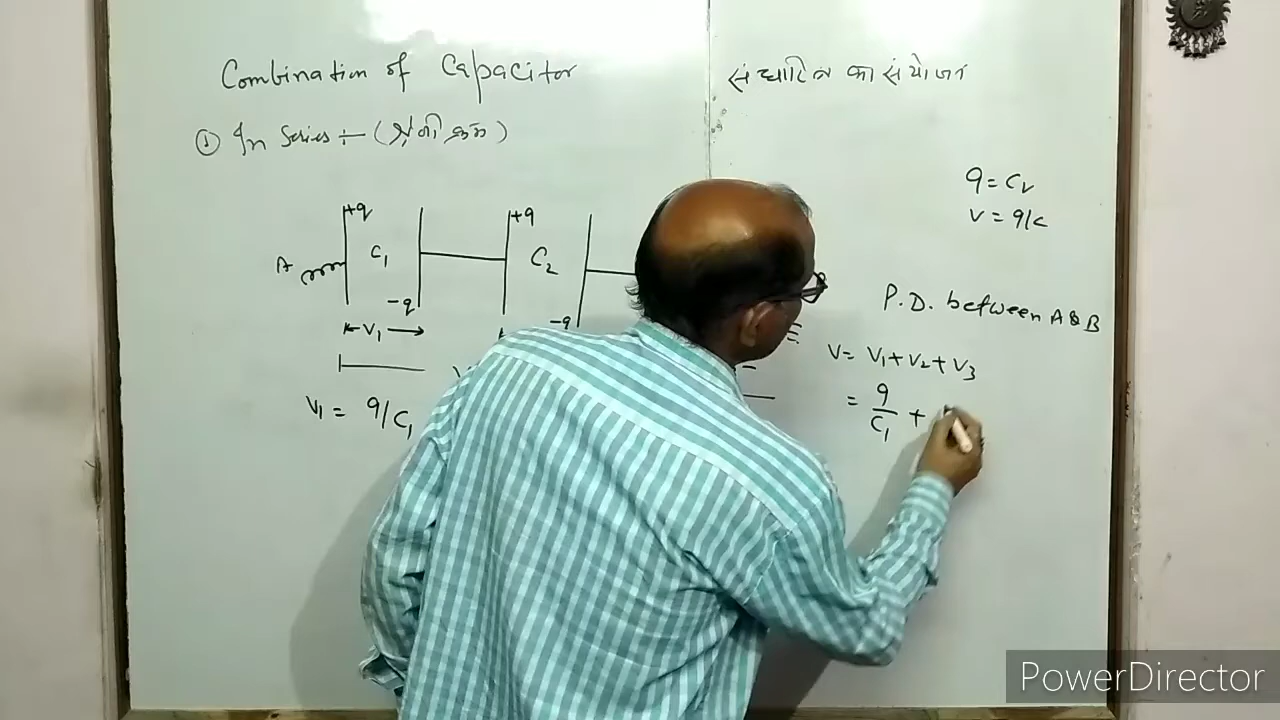 Combination of Capacitor
संघारित्र का संयोजन
① In Series :- (श्रेणी क्रम)
q = Cv
v = q/c
+q +q
A C1 C2
-q -q
V1
P.D. between A & B
V = V1 + V2 + V3
V1 = q/C1
= q/C1 +
PowerDirector